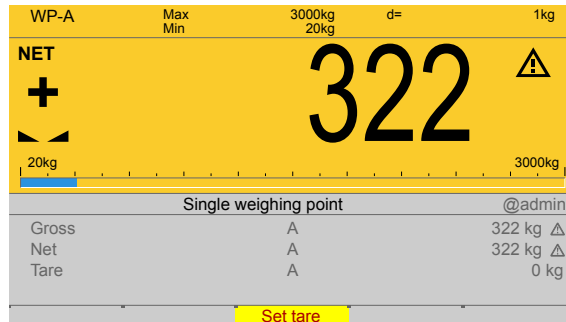 WP-A Max 3000kg d= 1kg
Min 20kg
NET
+ 322
20kg 3000kg
Single weighing point @admin
Gross A 322 kg
Net A 322 kg
Tare A 0 kg
Set tare